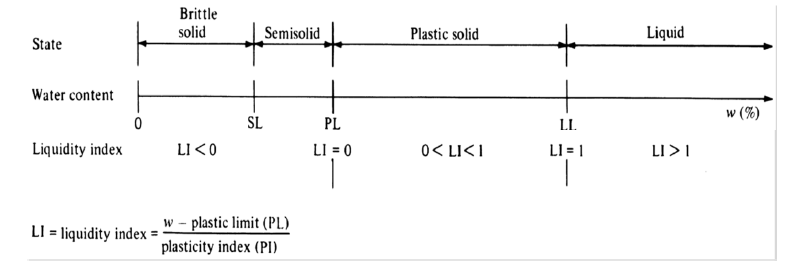 Brittle
State solid Semisolid Plastic solid Liquid
Water content
w (%)
0 SL PL LL
Liquidity index LI < 0 LI = 0 0 < LI < 1 LI = 1 LI > 1
LI = liquidity index = w − plastic limit (PL)
plasticity index (PI)